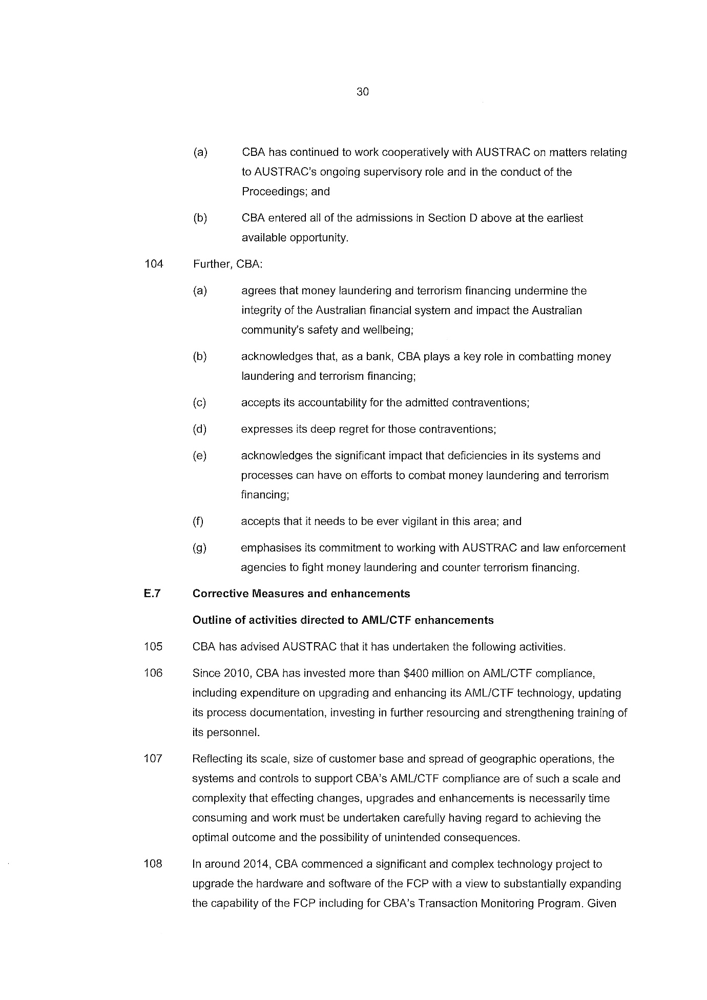 30
(a) CBA has continued to work cooperatively with AUSTRAC on matters relating
to AUSTRAC's ongoing supervisory role and in the conduct of the
Proceedings; and
(b) CBA entered all of the admissions in Section D above at the earliest
available opportunity.
104 Further, CBA:
(a) agrees that money laundering and terrorism financing undermine the
integrity of the Australian financial system and impact the Australian
community's safety and wellbeing;
(b) acknowledges that, as a bank, CBA plays a key role in combatting money
laundering and terrorism financing;
(c) accepts its accountability for the admitted contraventions;
(d) expresses its deep regret for those contraventions;
(e) acknowledges the significant impact that deficiencies in its systems and
processes can have on efforts to combat money laundering and terrorism
financing;
(f) accepts that it needs to be ever vigilant in this area; and
(g) emphasises its commitment to working with AUSTRAC and law enforcement
agencies to fight money laundering and counter terrorism financing.
E.7 Corrective Measures and enhancements
Outline of activities directed to AML/CTF enhancements
105 CBA has advised AUSTRAC that it has undertaken the following activities.
106 Since 2010, CBA has invested more than $400 million on AML/CTF compliance,
including expenditure on upgrading and enhancing its AML/CTF technology, updating
its process documentation, investing in further resourcing and strengthening training of
its personnel.
107 Reflecting its scale, size of customer base and spread of geographic operations, the
systems and controls to support CBA's AML/CTF compliance are of such a scale and
complexity that effecting changes, upgrades and enhancements is necessarily time
consuming and work must be undertaken carefully having regard to achieving the
optimal outcome and the possibility of unintended consequences.
108 In around 2014, CBA commenced a significant and complex technology project to
upgrade the hardware and software of the FCP with a view to substantially expanding
the capability of the FCP including for CBA's Transaction Monitoring Program. Given